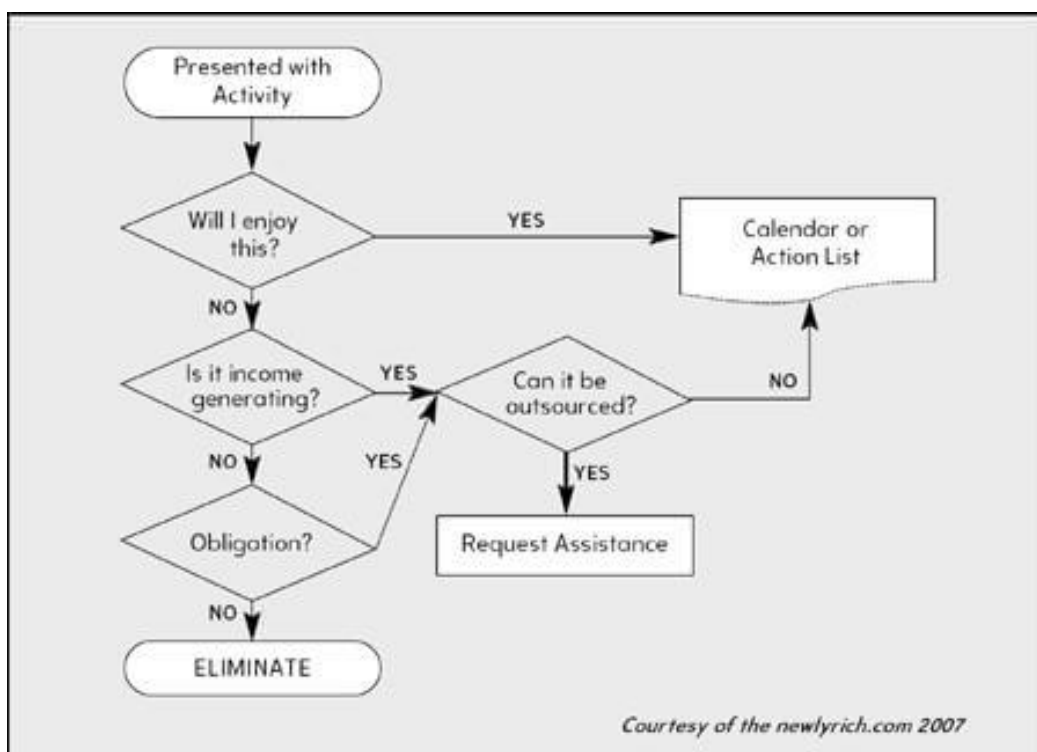 Presented with
Activity
Will I enjoy
this?
YES
Calendar or
Action List
NO
Is it income
generating?
YES
Can it be
outsourced?
NO
NO
YES
YES
Obligation?
Request Assistance
NO
ELIMINATE
Courtesy of the newlyrich.com 2007